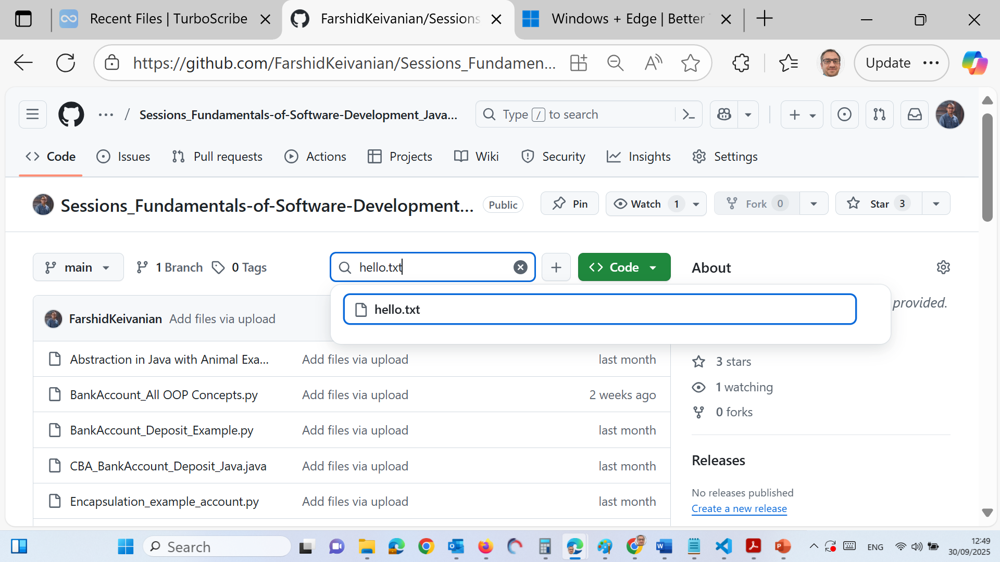 Recent Files | TurboScribe
FarshidKeivanian/Sessions
Windows + Edge | Better
https://github.com/FarshidKeivanian/Sessions_Fundamen...
Update
/ Sessions_Fundamentals-of-Software-Development_Java...
Type / to search
Code Issues Pull requests Actions Projects Wiki Security Insights Settings
Sessions_Fundamentals-of-Software-Development... Public
Pin Watch 1 Fork 0 Star 3
main 1 Branch 0 Tags
hello.txt
Code
About
hello.txt
provided.
FarshidKeivanian Add files via upload
Abstraction in Java with Animal Exa... Add files via upload last month
3 stars
BankAccount_All OOP Concepts.py Add files via upload 2 weeks ago
1 watching
0 forks
BankAccount_Deposit_Example.py Add files via upload last month
Releases
CBA_BankAccount_Deposit_Java.java Add files via upload last month
No releases published
Encapsulation_example_account.py Add files via upload last month
Create a new release
Search
ENG
12:49
30/09/2025